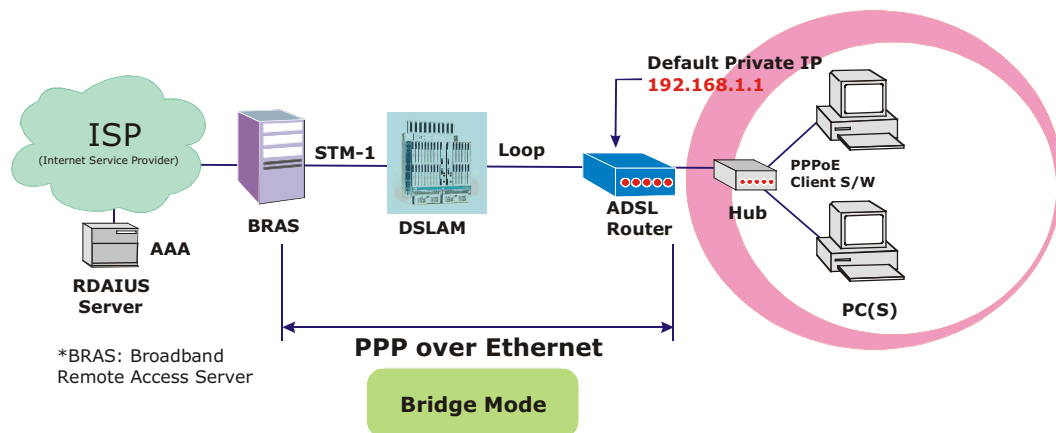 Default Private IP
192.168.1.1
ISP
(Internet Service Provider)
STM-1
Loop
PPPoE
Client S/W
BRAS
DSLAM
ADSL
Router
Hub
AAA
RDAIUS
Server
PC(S)
PPP over Ethernet
*BRAS: Broadband
Remote Access Server
Bridge Mode